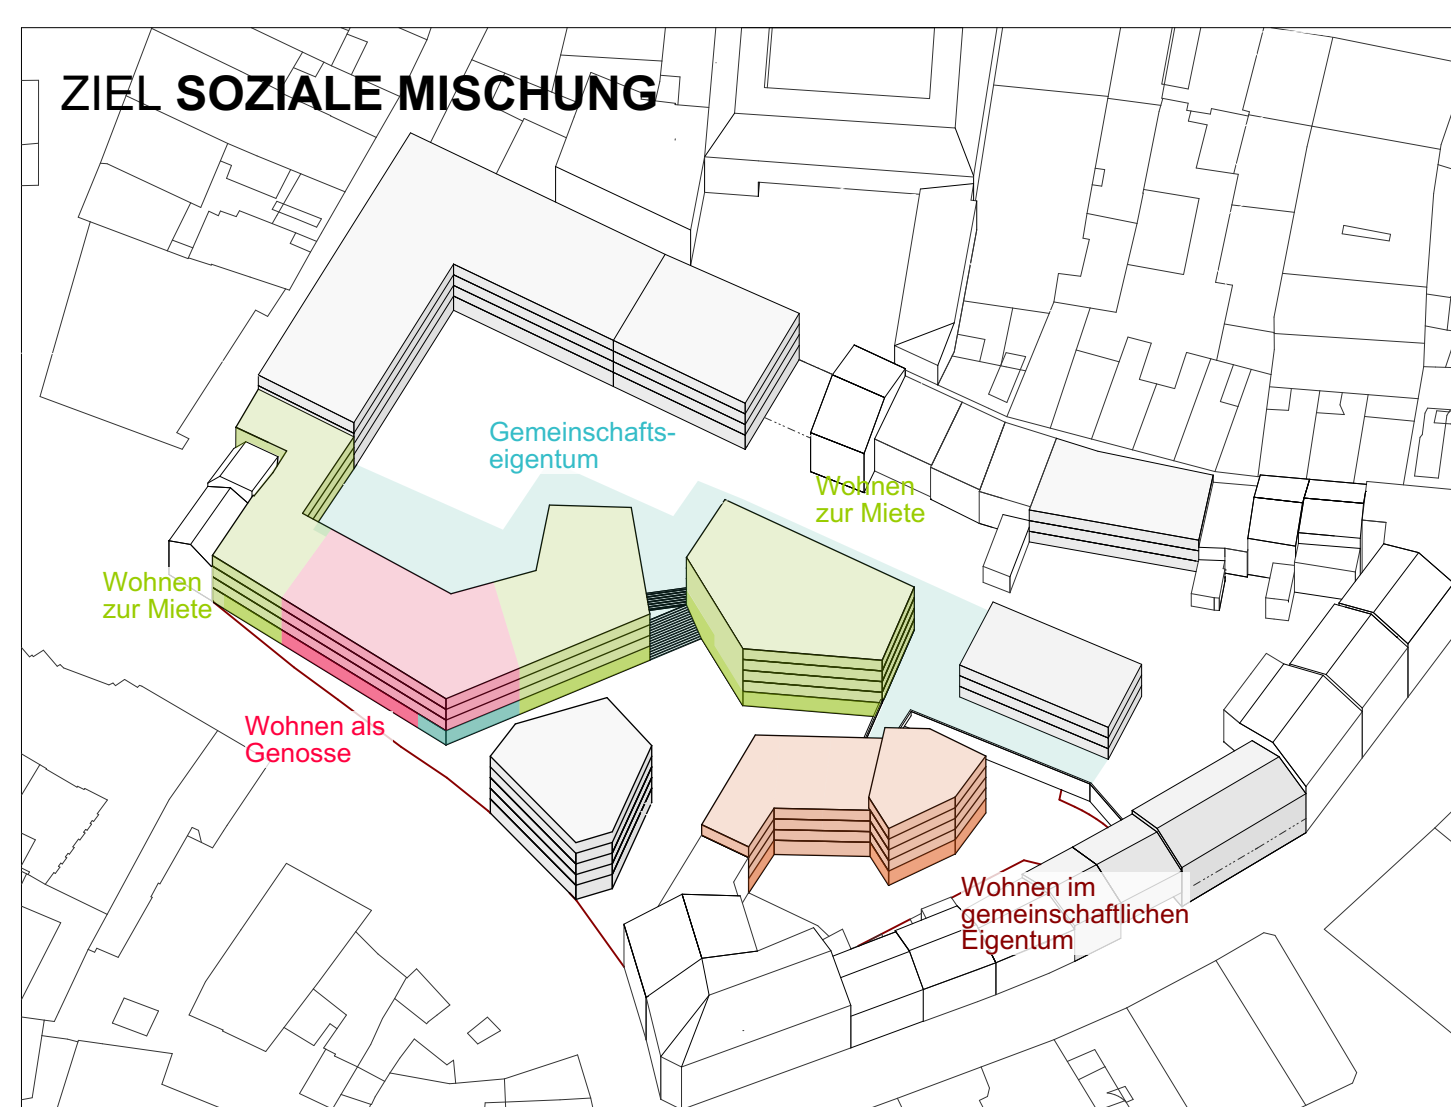 ZIEL SOZIALE MISCHUNG
Gemeinschafts-
eigentum
Wohnen
zur Miete
Wohnen
zur Miete
Wohnen als
Genosse
Wohnen im
gemeinschaftlichen
Eigentum